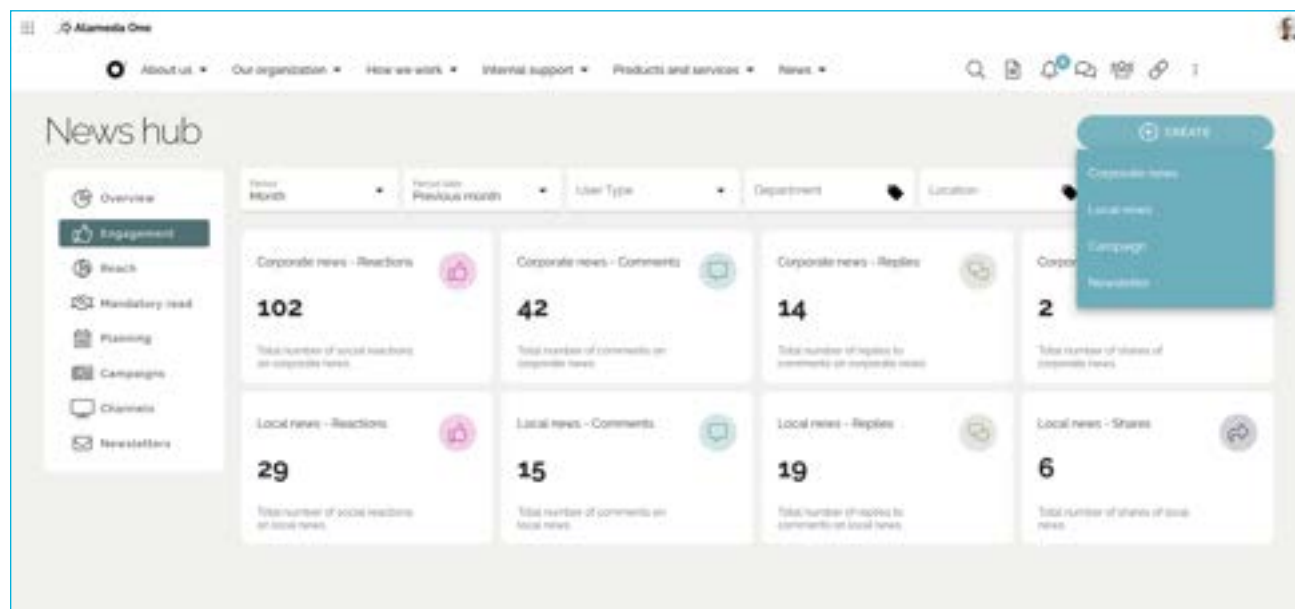 Alameda One
About us
Our organization
How we work
Internal support
Products and services
News
News hub
CREATE
Corporate news
Local news
Campaign
Newsletter
Overview
Engagement
Reach
Mandatory read
Planning
Campaigns
Channels
Newsletters
Period
Month
Previous month
User Type
Department
Location
Corporate news - Reactions
102
Total number of social reactions
on corporate news
Corporate news - Comments
42
Total number of comments on
corporate news
Corporate news - Replies
14
Total number of replies to
comments on corporate news
Corpor
2
Total number of shares of
corporate news
Local news - Reactions
29
Total number of social reactions
on local news
Local news - Comments
15
Total number of comments on
local news
Local news - Replies
19
Total number of replies to
comments on local news
Local news - Shares
6
Total number of shares of local
news